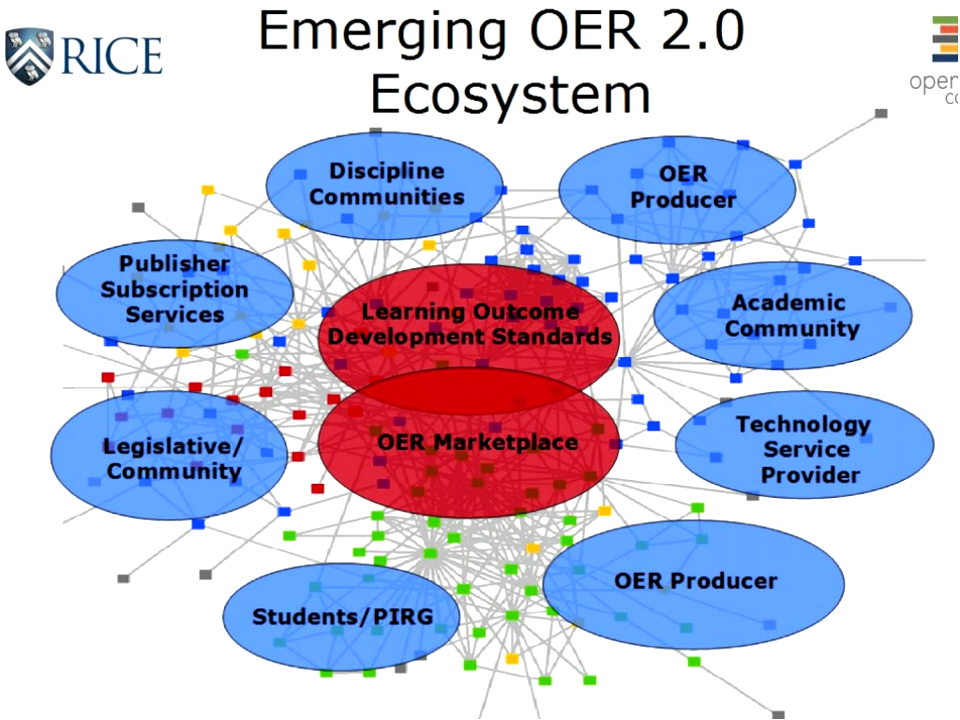 Emerging OER 2.0
Ecosystem
RICE
open
co
Discipline
Communities
OER
Producer
Publisher
Subscription
Services
Learning Outcome
Development Standards
Academic
Community
OER Marketplace
Legislative/
Community
Technology
Service
Provider
Students/PIRG
OER Producer